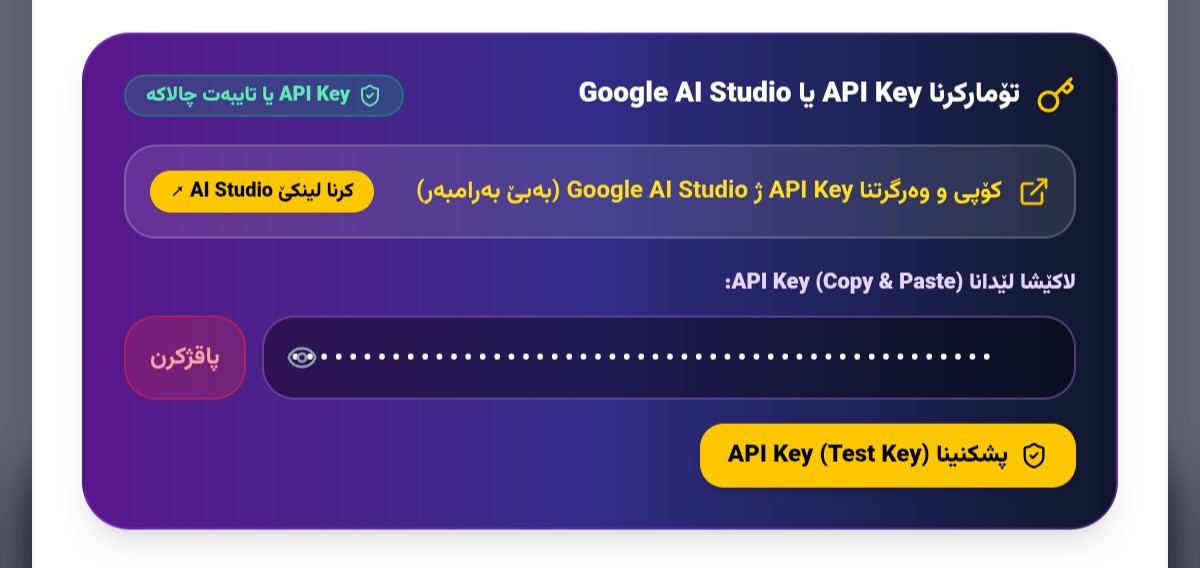 تۆمارکرنا API Key یا Google AI Studio
API Key یا تایبەت چالاکە
کۆپی و وەرگرتنا API Key ژ Google AI Studio (بەبێ بەرامبەر)
کرنا لینکێ AI Studio ↗
لاکێشا لێدانا API Key (Copy & Paste):
پاقژکرن
پشکنینا API Key (Test Key)